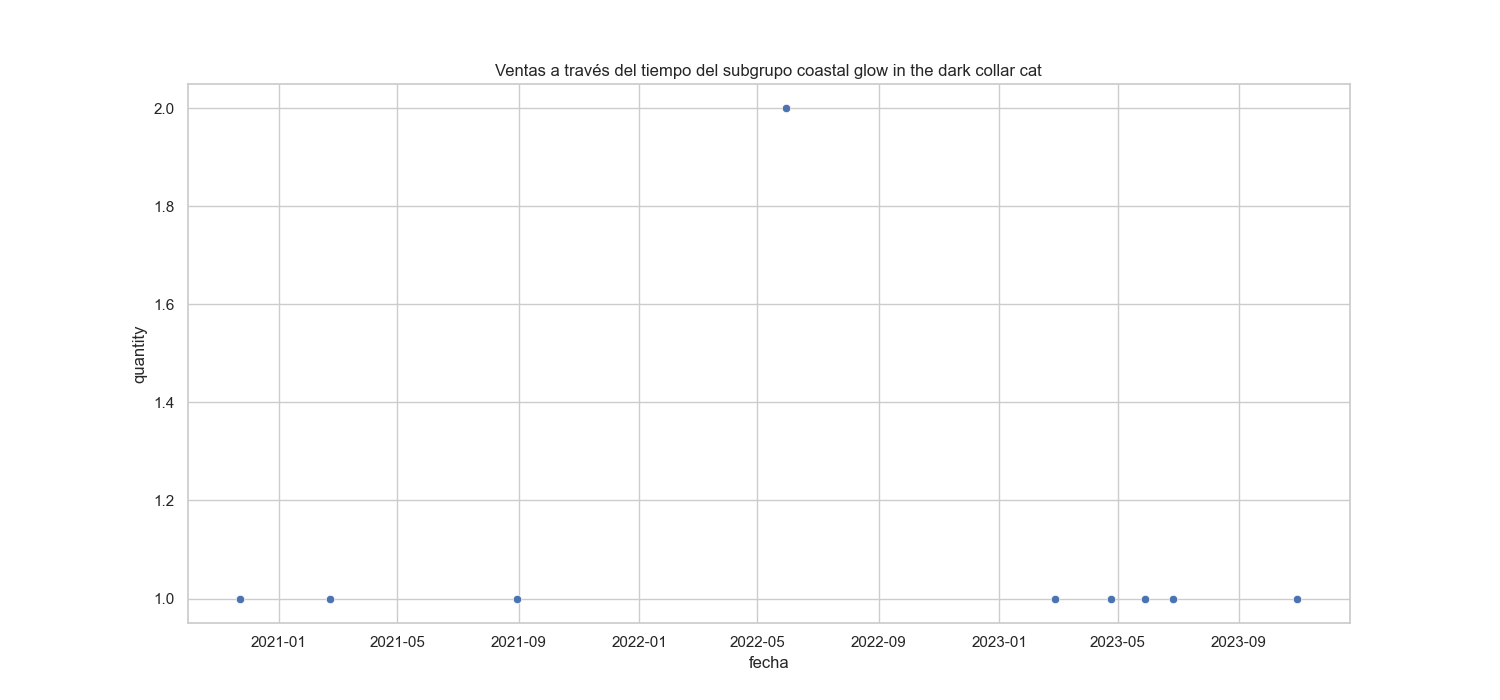 Ventas a través del tiempo del subgrupo coastal glow in the dark collar cat
2.0
1.8
1.6
1.4
1.2
1.0
quantity
2021-01 2021-05 2021-09 2022-01 2022-05 2022-09 2023-01 2023-05 2023-09
fecha